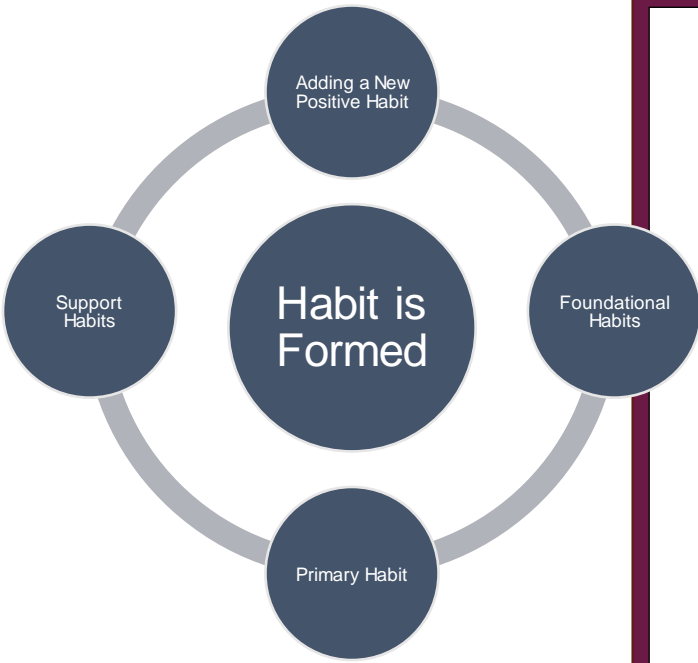 Adding a New
Positive Habit
Support
Habits
Habit is
Formed
Foundational
Habits
Primary Habit